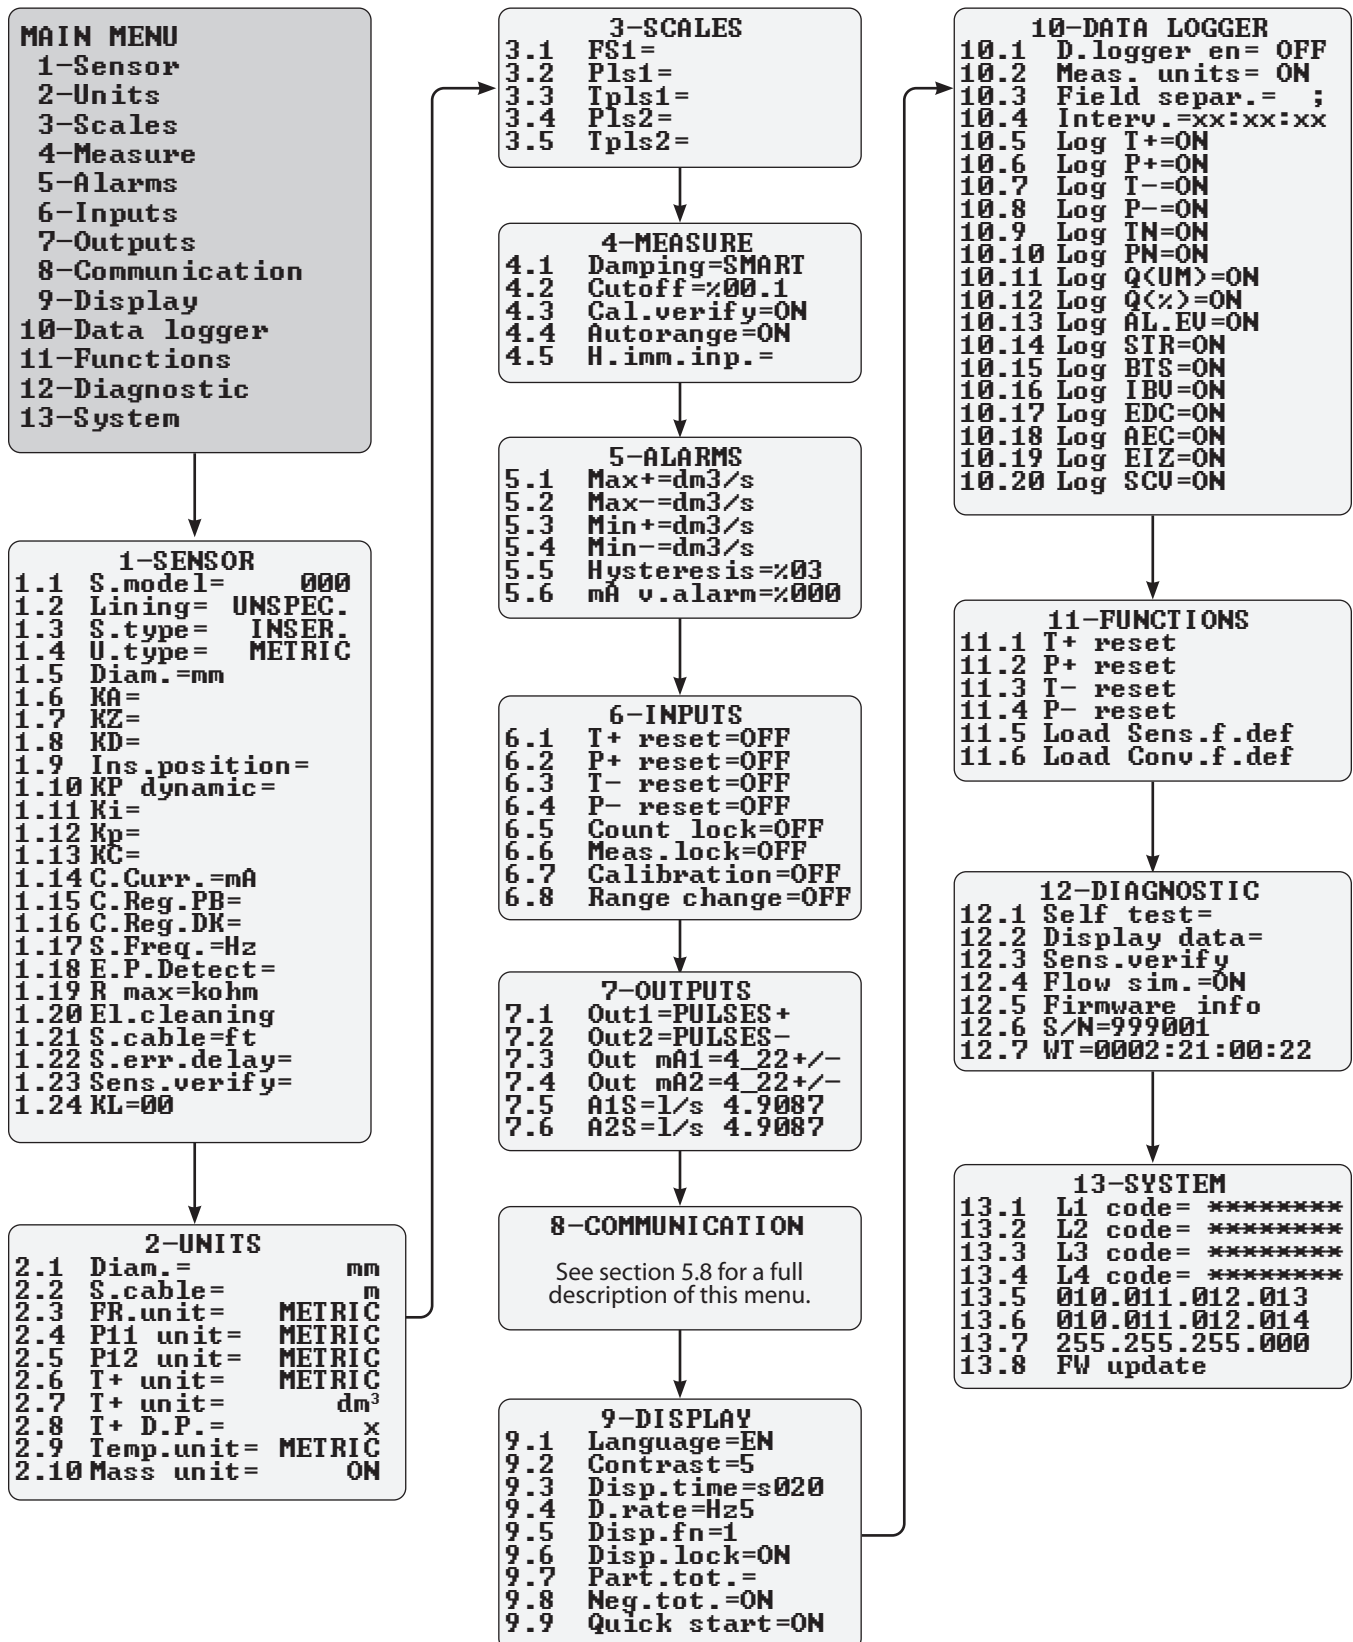 MAIN MENU
1-Sensor
2-Units
3-Scales
4-Measure
5-Alarms
6-Inputs
7-Outputs
8-Communication
9-Display
10-Data logger
11-Functions
12-Diagnostic
13-System
1-SENSOR
1.1 S.model= 000
1.2 Lining= UNSPEC.
1.3 S.type= INSER.
1.4 U.type= METRIC
1.5 Diam.=mm
1.6 KA=
1.7 KZ=
1.8 KD=
1.9 Ins.position=
1.10 KP dynamic=
1.11 Ki=
1.12 Kp=
1.13 KC=
1.14 C.Curr.=mA
1.15 C.Reg.PB=
1.16 C.Reg.DK=
1.17 S.Freq.=Hz
1.18 E.P.Detect=
1.19 R max=kohm
1.20 El.cleaning
1.21 S.cable=ft
1.22 S.err.delay=
1.23 Sens.verify=
1.24 KL=00
2-UNITS
2.1 Diam.= mm
2.2 S.cable= m
2.3 FR.unit= METRIC
2.4 P11 unit= METRIC
2.5 P12 unit= METRIC
2.6 T+ unit= METRIC
2.7 T+ unit= dm³
2.8 T+ D.P.= x
2.9 Temp.unit= METRIC
2.10 Mass unit= ON
3-SCALES
3.1 FS1=
3.2 Pls1=
3.3 Tpls1=
3.4 Pls2=
3.5 Tpls2=
4-MEASURE
4.1 Damping=SMART
4.2 Cutoff=%00.1
4.3 Cal.verify=ON
4.4 Autorange=ON
4.5 H.imm.inp.=
5-ALARMS
5.1 Max+=dm3/s
5.2 Max-=dm3/s
5.3 Min+=dm3/s
5.4 Min-=dm3/s
5.5 Hysteresis=%03
5.6 mA v.alarm=%000
6-INPUTS
6.1 T+ reset=OFF
6.2 P+ reset=OFF
6.3 T- reset=OFF
6.4 P- reset=OFF
6.5 Count lock=OFF
6.6 Meas.lock=OFF
6.7 Calibration=OFF
6.8 Range change=OFF
7-OUTPUTS
7.1 Out1=PULSES+
7.2 Out2=PULSES-
7.3 Out mA1=4_22+/-
7.4 Out mA2=4_22+/-
7.5 A1S=l/s 4.9087
7.6 A2S=l/s 4.9087
8-COMMUNICATION
See section 5.8 for a full
description of this menu.
9-DISPLAY
9.1 Language=EN
9.2 Contrast=5
9.3 Disp.time=s020
9.4 D.rate=Hz5
9.5 Disp.fn=1
9.6 Disp.lock=ON
9.7 Part.tot.=
9.8 Neg.tot.=ON
9.9 Quick start=ON
10-DATA LOGGER
10.1 D.logger en= OFF
10.2 Meas. units= ON
10.3 Field separ.= ;
10.4 Interv.=xx:xx:xx
10.5 Log T+=ON
10.6 Log P+=ON
10.7 Log T-=ON
10.8 Log P-=ON
10.9 Log TN=ON
10.10 Log PN=ON
10.11 Log Q(UM)=ON
10.12 Log Q(%)=ON
10.13 Log AL.EV=ON
10.14 Log STR=ON
10.15 Log BTS=ON
10.16 Log IBV=ON
10.17 Log EDC=ON
10.18 Log AEC=ON
10.19 Log EIZ=ON
10.20 Log SCV=ON
11-FUNCTIONS
11.1 T+ reset
11.2 P+ reset
11.3 T- reset
11.4 P- reset
11.5 Load Sens.f.def
11.6 Load Conv.f.def
12-DIAGNOSTIC
12.1 Self test=
12.2 Display data=
12.3 Sens.verify
12.4 Flow sim.=ON
12.5 Firmware info
12.6 S/N=999001
12.7 WT=0002:21:00:22
13-SYSTEM
13.1 L1 code= ********
13.2 L2 code= ********
13.3 L3 code= ********
13.4 L4 code= ********
13.5 010.011.012.013
13.6 010.011.012.014
13.7 255.255.255.000
13.8 FW update